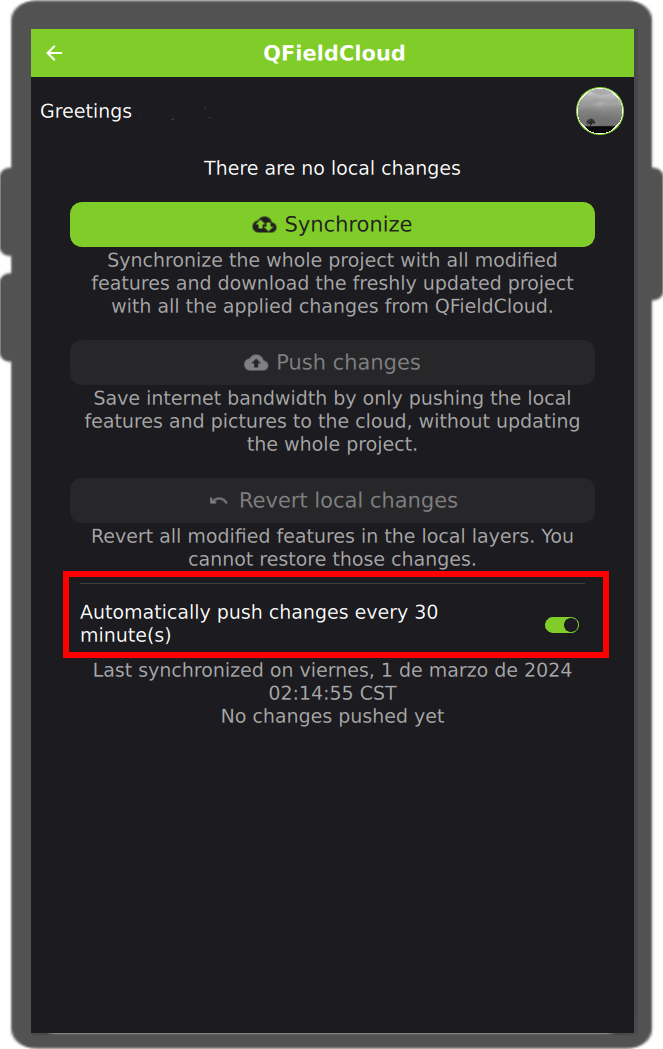 QFieldCloud
Greetings
There are no local changes
Synchronize
Synchronize the whole project with all modified
features and download the freshly updated project
with all the applied changes from QFieldCloud.
Push changes
Save internet bandwidth by only pushing the local
features and pictures to the cloud, without updating
the whole project.
Revert local changes
Revert all modified features in the local layers. You
cannot restore those changes.
Automatically push changes every 30
minute(s)
Last synchronized on viernes, 1 de marzo de 2024
02:14:55 CST
No changes pushed yet